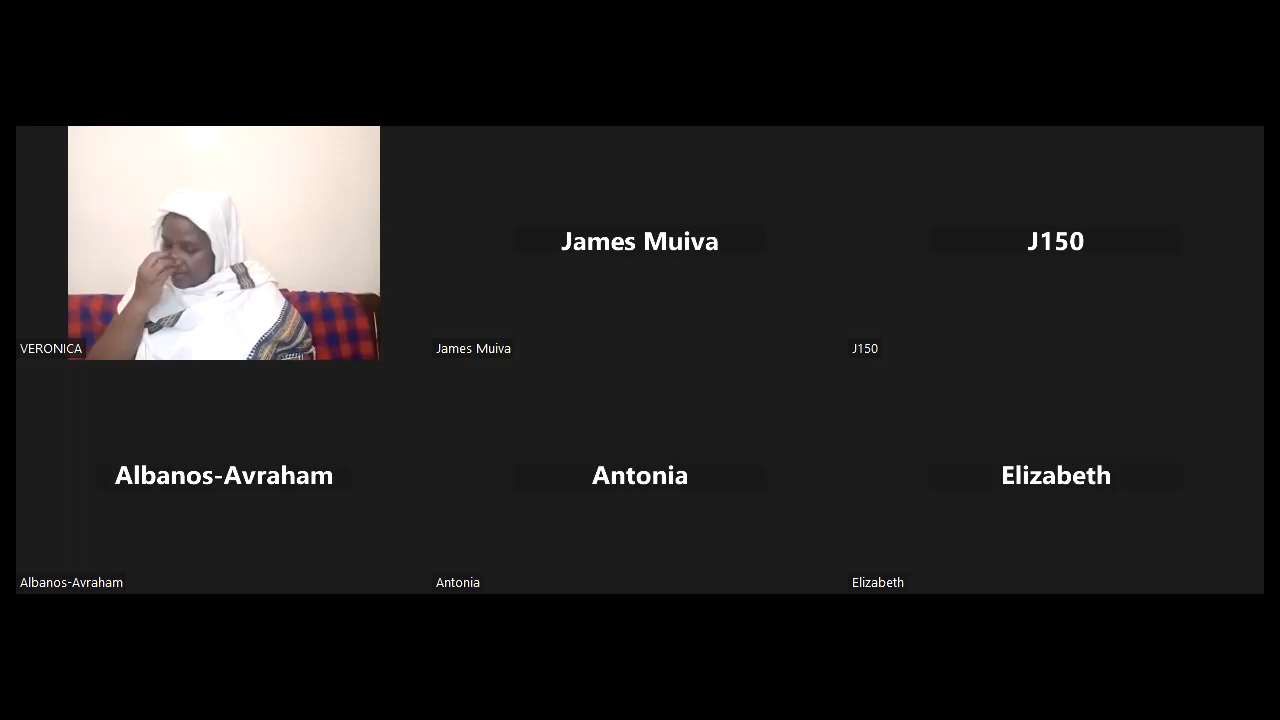 James Muiva
J150
VERONICA
James Muiva
J150
Albanos-Avraham
Antonia
Elizabeth
Albanos-Avraham
Antonia
Elizabeth